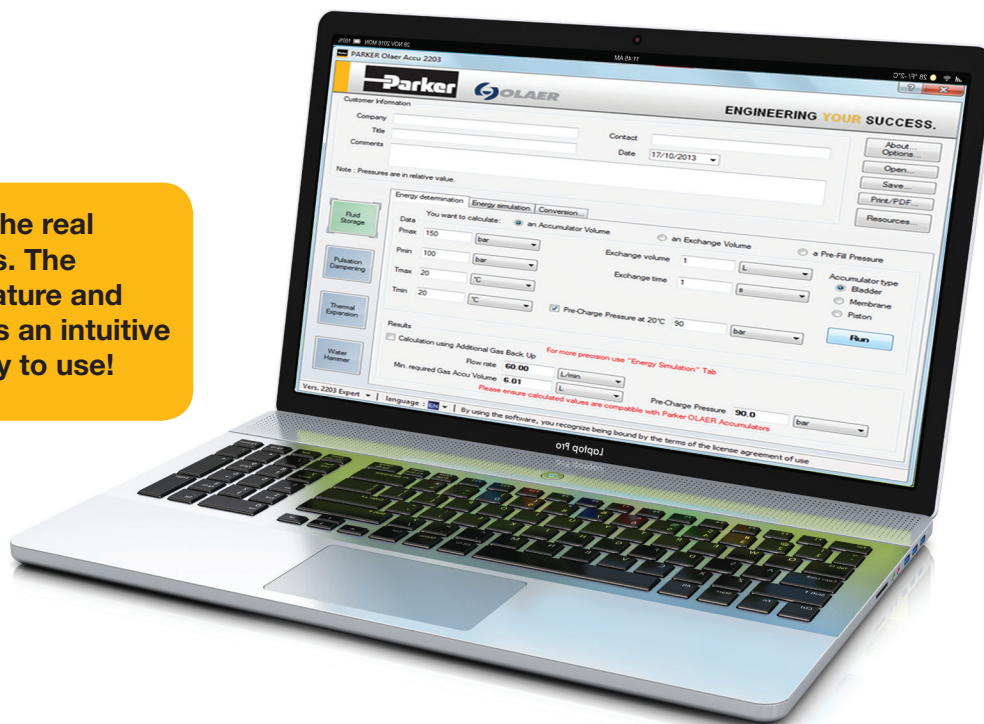 28 NOV 2016 MON
11:45 AM
PARKER Olaer Accu 2203
Parker OLAER
ENGINEERING YOUR SUCCESS.
Customer Information
Company
Title
Comments
Contact
Date 17/10/2013
About...
Options...
Open...
Save...
Print/PDF...
Resources...
Note : Pressures are in relative value.
Fluid Storage
Pulsation Dampening
Thermal Expansion
Water Hammer
Energy determination Energy simulation Conversion...
You want to calculate: an Accumulator Volume an Exchange Volume a Pre-Fill Pressure
Data
Pmax 150 bar
Pmin 100 bar
Tmax 20 °C
Tmin 20 °C
Exchange volume 1 L
Exchange time 1 s
Pre-Charge Pressure at 20°C 90 bar
Accumulator type
Bladder
Membrane
Piston
Run
Results
Calculation using Additional Gas Back Up
For more precision use "Energy Simulation" Tab
Flow rate 60.00 L/min
Min. required Gas Accu Volume 6.01 L
Pre-Charge Pressure 90.0 bar
Please ensure calculated values are compatible with Parker OLAER Accumulators
Vers. 2203 Expert | language : EN | By using the software, you recognize being bound by the terms of the license agreement of use
Laptop Pro
he real
s. The
ature and
s an intuitive
y to use!